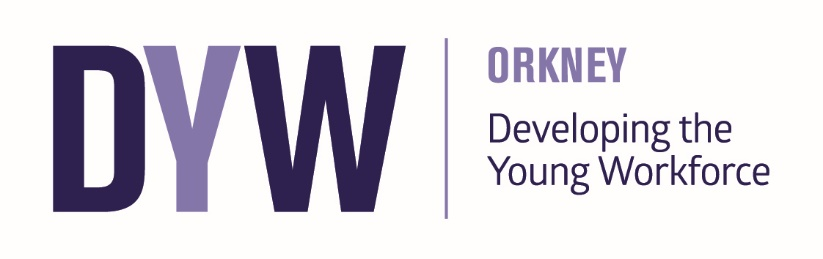 DYW
ORKNEY
Developing the
Young Workforce